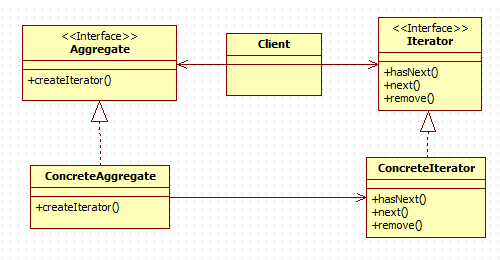 <<Interface>>
Aggregate
+createIterator()
Client
<<Interface>>
Iterator
+hasNext()
+next()
+remove()
ConcreteAggregate
+createIterator()
ConcreteIterator
+hasNext()
+next()
+remove()